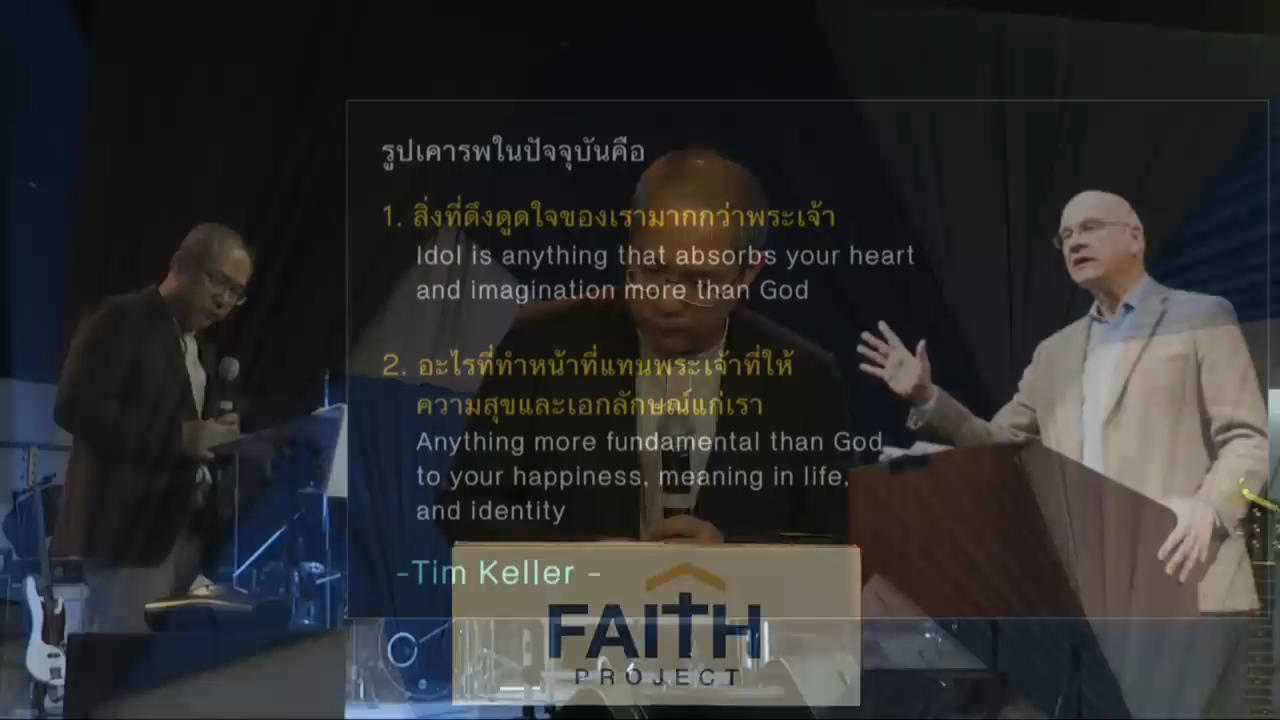 รูปเคารพในปัจจุบันคือ
1. สิ่งที่ดึงดูดใจของเรามากกว่าพระเจ้า
Idol is anything that absorbs your heart
and imagination more than God
2. อะไรที่ทำหน้าที่แทนพระเจ้าที่ให้
ความสุขและเอกลักษณ์แก่เรา
Anything more fundamental than God
to your happiness, meaning in life,
and identity
-Tim Keller -
FAITH
PROJECT